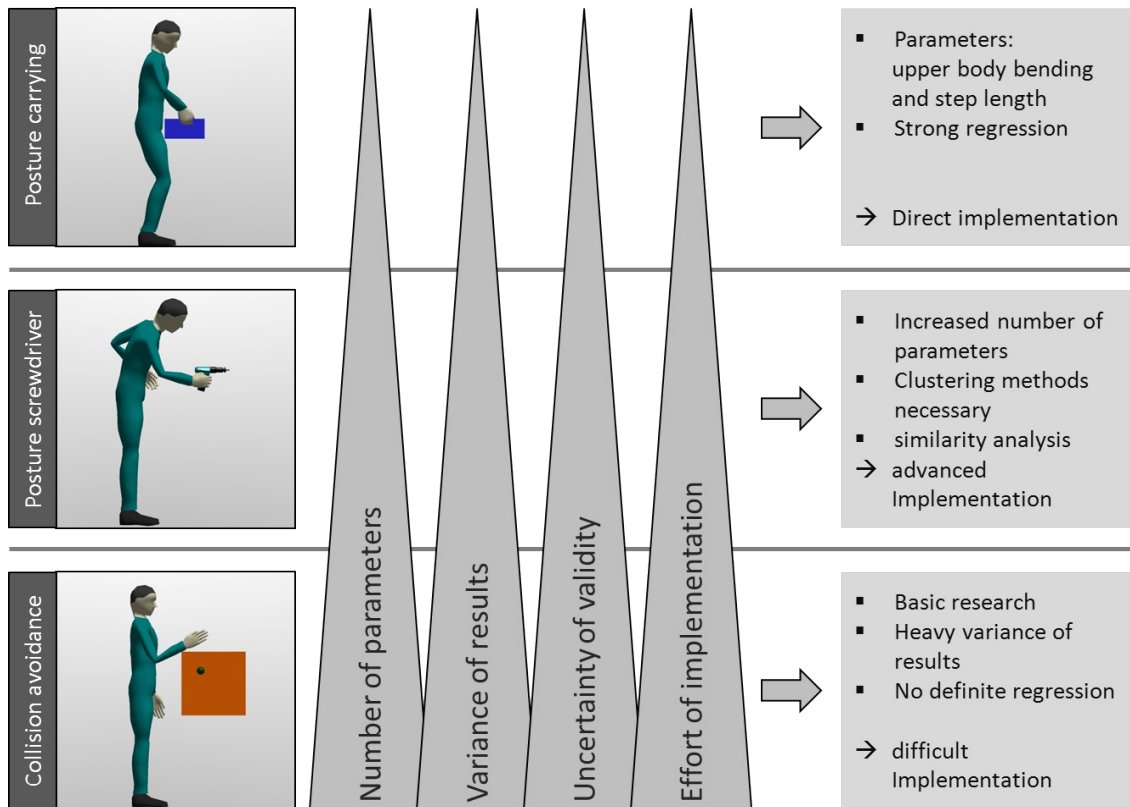 Posture carrying
▪ Parameters:
upper body bending
and step length
▪ Strong regression
→ Direct implementation
Posture screwdriver
▪ Increased number of
parameters
▪ Clustering methods
necessary
▪ similarity analysis
→ advanced
Implementation
Collision avoidance
▪ Basic research
▪ Heavy variance of
results
▪ No definite regression
→ difficult
Implementation
Number of parameters
Variance of results
Uncertainty of validity
Effort of implementation